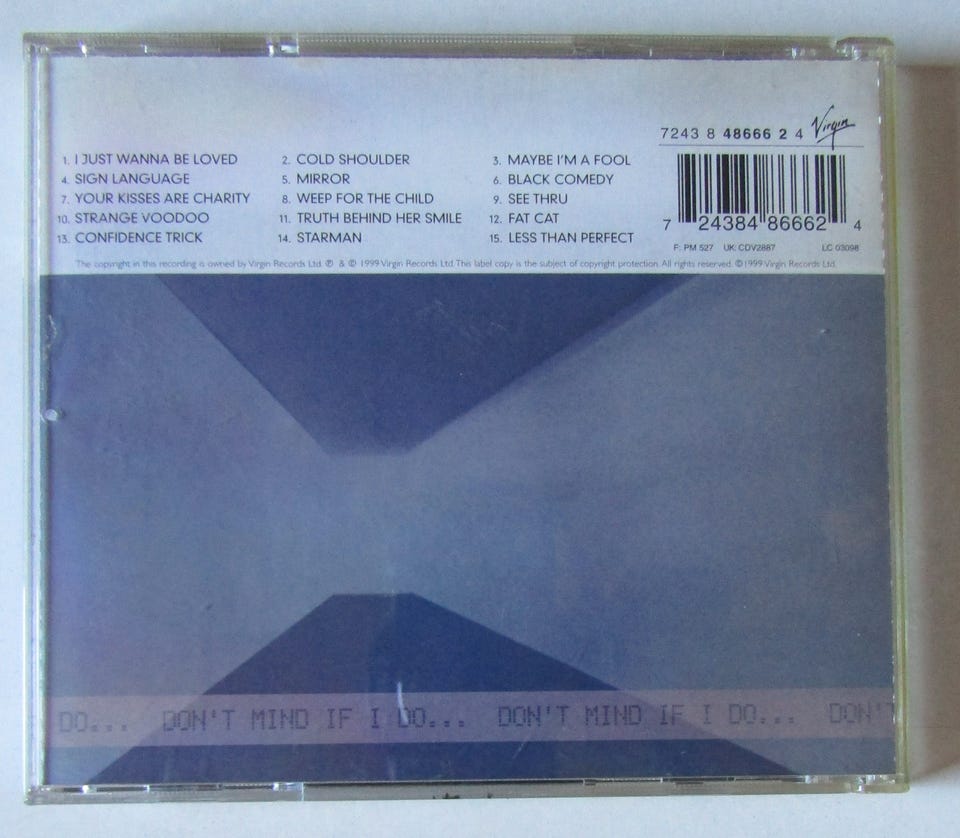 7243 8 48666 2 4 Virgin
1. I JUST WANNA BE LOVED 2. COLD SHOULDER 3. MAYBE I'M A FOOL
4. SIGN LANGUAGE 5. MIRROR 6. BLACK COMEDY
7. YOUR KISSES ARE CHARITY 8. WEEP FOR THE CHILD 9. SEE THRU
10. STRANGE VOODOO 11. TRUTH BEHIND HER SMILE 12. FAT CAT
13. CONFIDENCE TRICK 14. STARMAN 15. LESS THAN PERFECT
7 24384 86662 4
F: PM 527 UK: CDV2887 LC 03098
The copyright in this recording is owned by Virgin Records Ltd. ℗ & © 1999 Virgin Records Ltd. This label copy is the subject of copyright protection. All rights reserved. © 1999 Virgin Records Ltd.
DO... DON'T MIND IF I DO... DON'T MIND IF I DO... DON'T